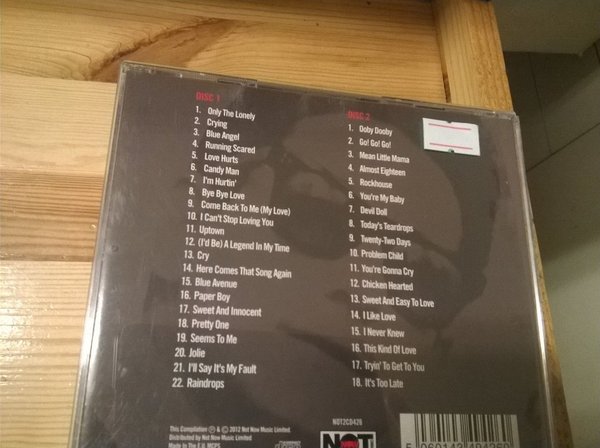 DISC 1
1. Only The Lonely
2. Crying
3. Blue Angel
4. Running Scared
5. Love Hurts
6. Candy Man
7. I'm Hurtin'
8. Bye Bye Love
9. Come Back To Me (My Love)
10. I Can't Stop Loving You
11. Uptown
12. (I'd Be) A Legend In My Time
13. Cry
14. Here Comes That Song Again
15. Blue Avenue
16. Paper Boy
17. Sweet And Innocent
18. Pretty One
19. Seems To Me
20. Jolie
21. I'll Say It's My Fault
22. Raindrops
DISC 2
1. Ooby Dooby
2. Go! Go! Go!
3. Mean Little Mama
4. Almost Eighteen
5. Rockhouse
6. You're My Baby
7. Devil Doll
8. Today's Teardrops
9. Twenty-Two Days
10. Problem Child
11. You're Gonna Cry
12. Chicken Hearted
13. Sweet And Easy To Love
14. I Like Love
15. I Never Knew
16. This Kind Of Love
17. Tryin' To Get To You
18. It's Too Late
This Compilation ℗ & © 2012 Not Now Music Limited.
Distributed by Not Now Music Limited
Made in The E.U. MCPS
NOT2CD429
NOT